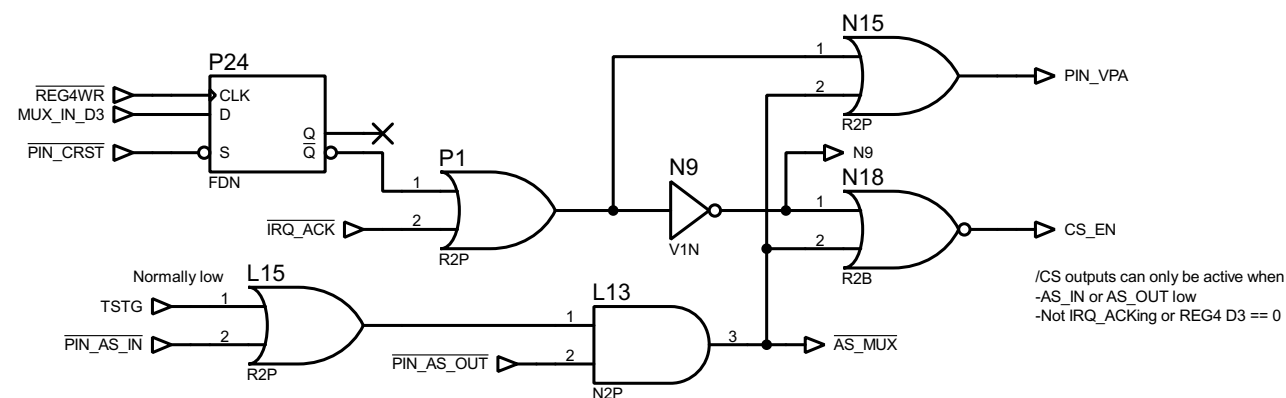 N15
P24
1
REG4WR
CLK
PIN_VPA
MUX_IN_D3
D
2
Q
R2P
PIN_CRST
S
Q
N9
FDN
P1
N9
N18
1
1
IRQ_ACK
2
CS_EN
V1N
2
R2P
R2B
Normally low
L15
/CS outputs can only be active when
-AS_IN or AS_OUT low
-Not IRQ_ACKing or REG4 D3 == 0
TSTG
1
L13
1
PIN_AS_IN
2
3
AS_MUX
PIN_AS_OUT
2
R2P
N2P